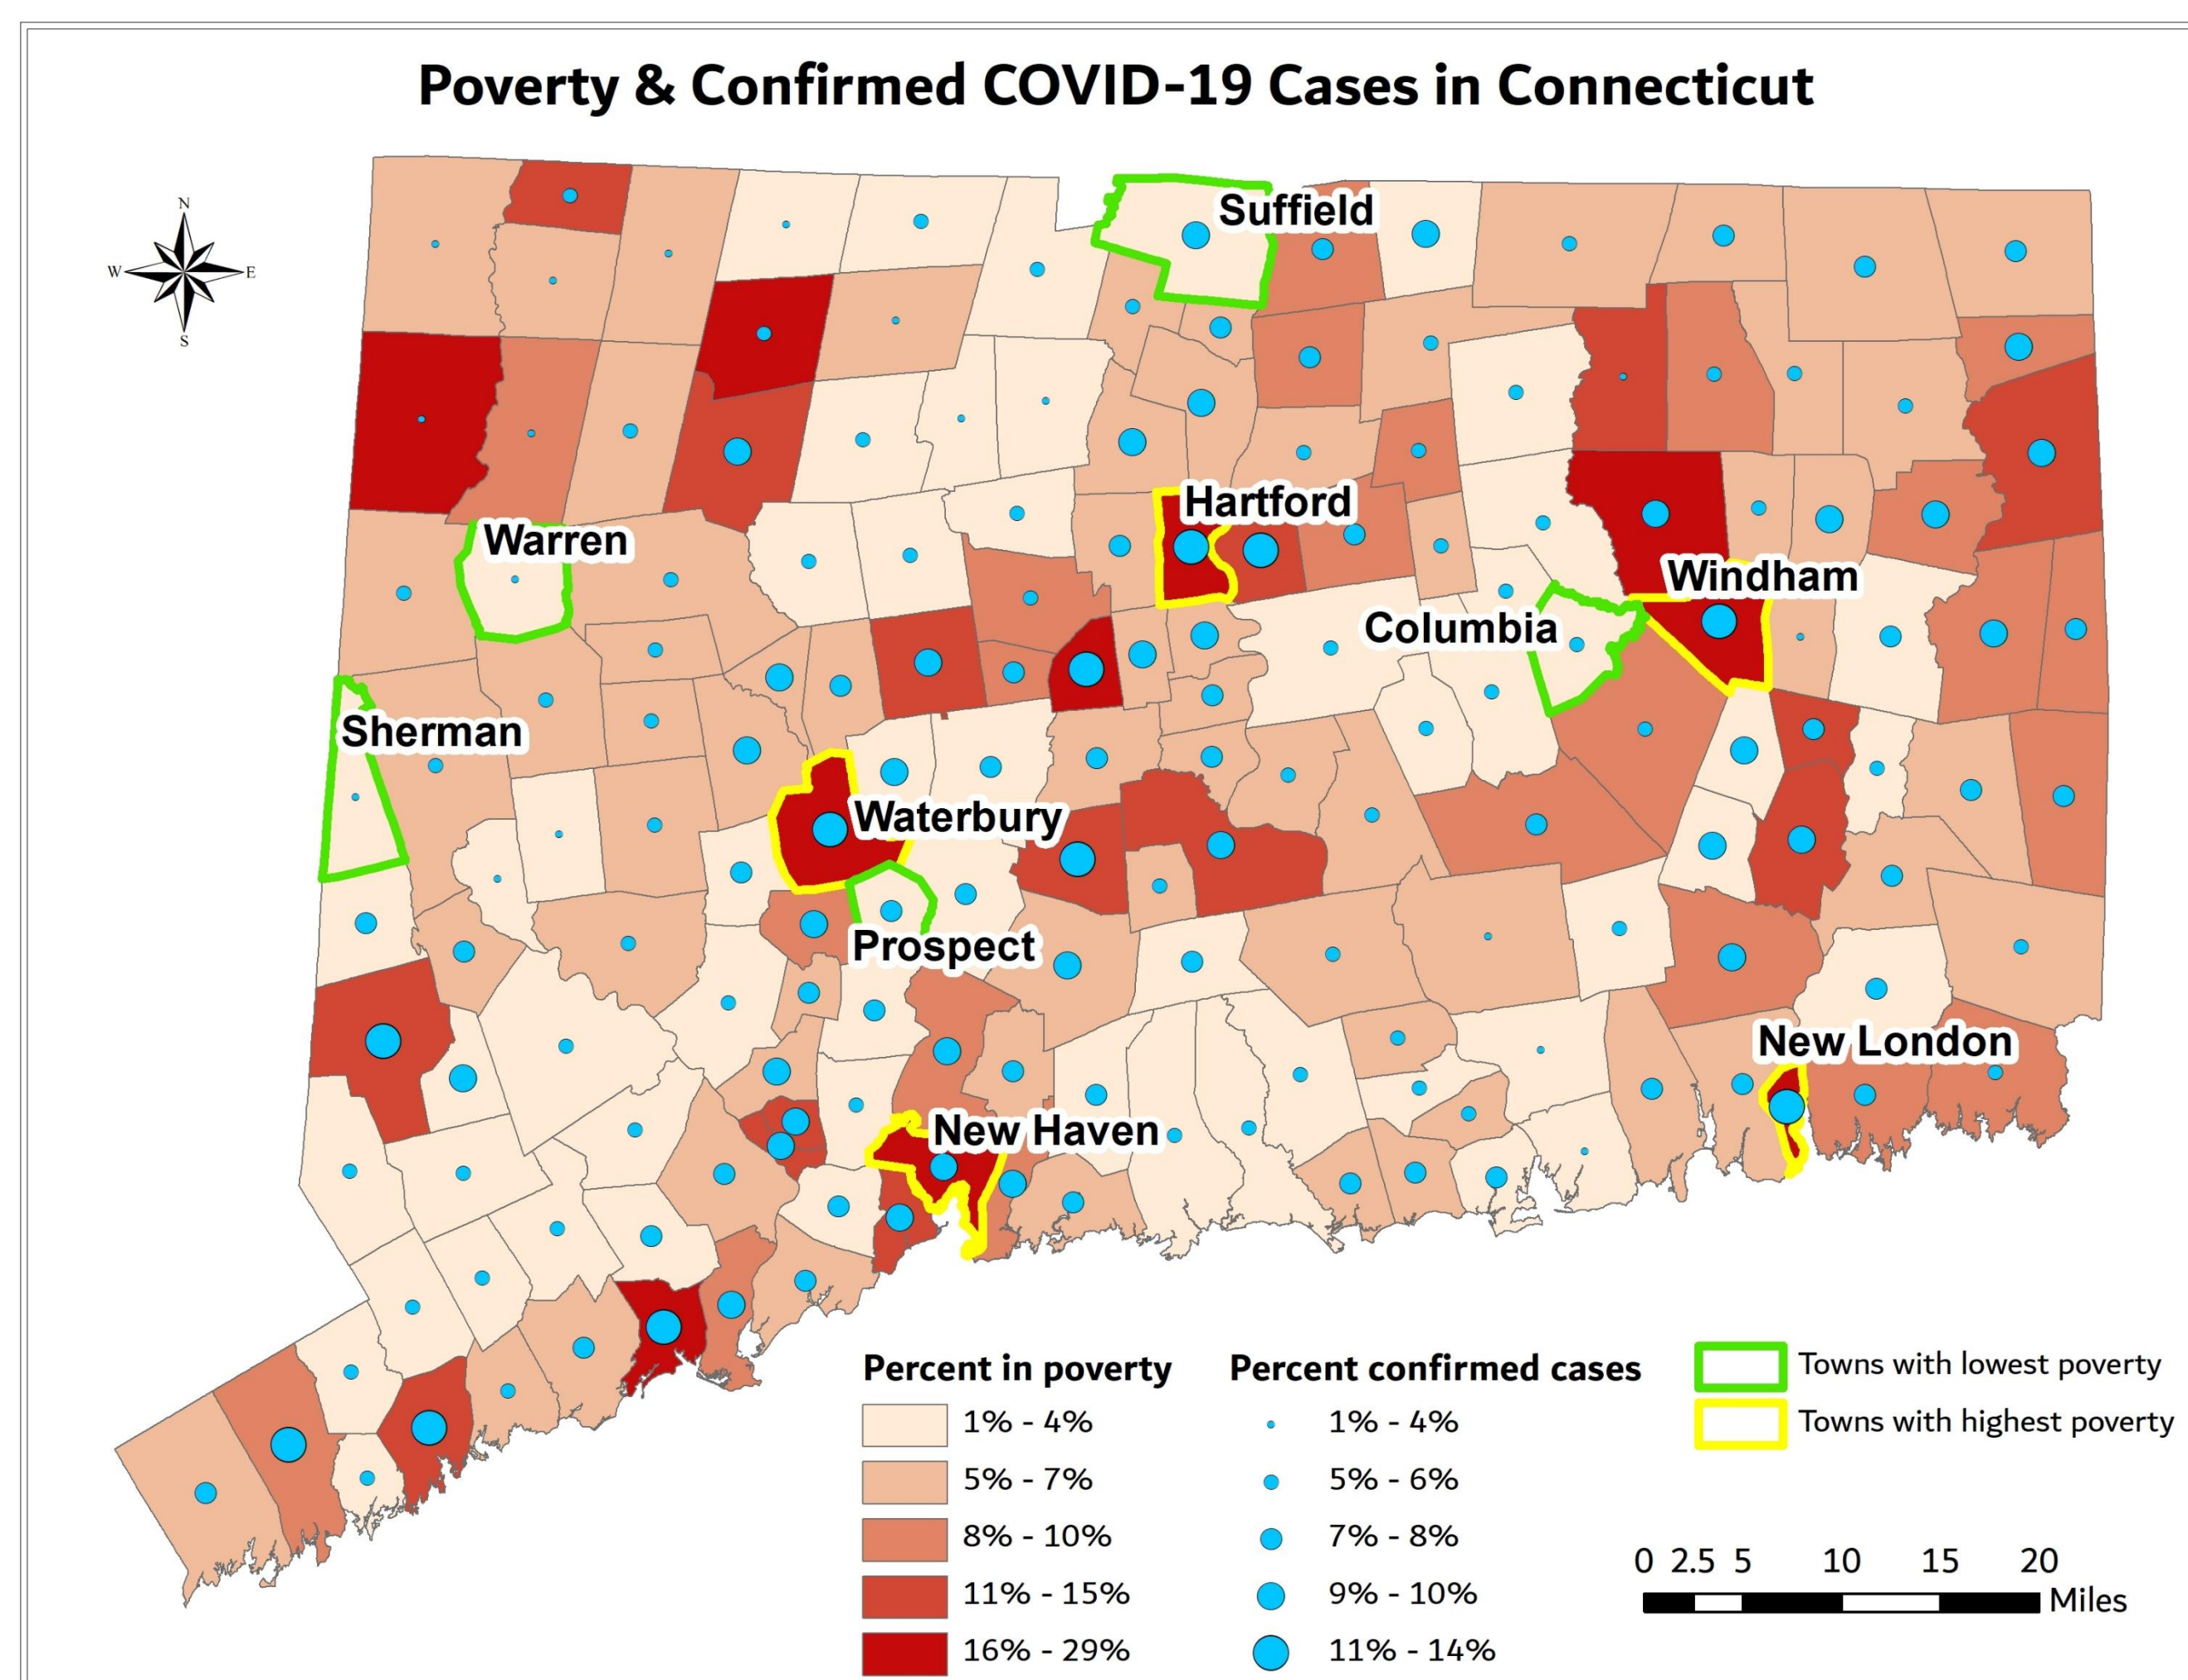 Poverty & Confirmed COVID-19 Cases in Connecticut
N
W E
S
Suffield
Hartford
Warren
Windham
Columbia
Sherman
Waterbury
Prospect
New London
New Haven
Percent in poverty
1% - 4%
5% - 7%
8% - 10%
11% - 15%
16% - 29%
Percent confirmed cases
1% - 4%
5% - 6%
7% - 8%
9% - 10%
11% - 14%
Towns with lowest poverty
Towns with highest poverty
0 2.5 5 10 15 20
Miles